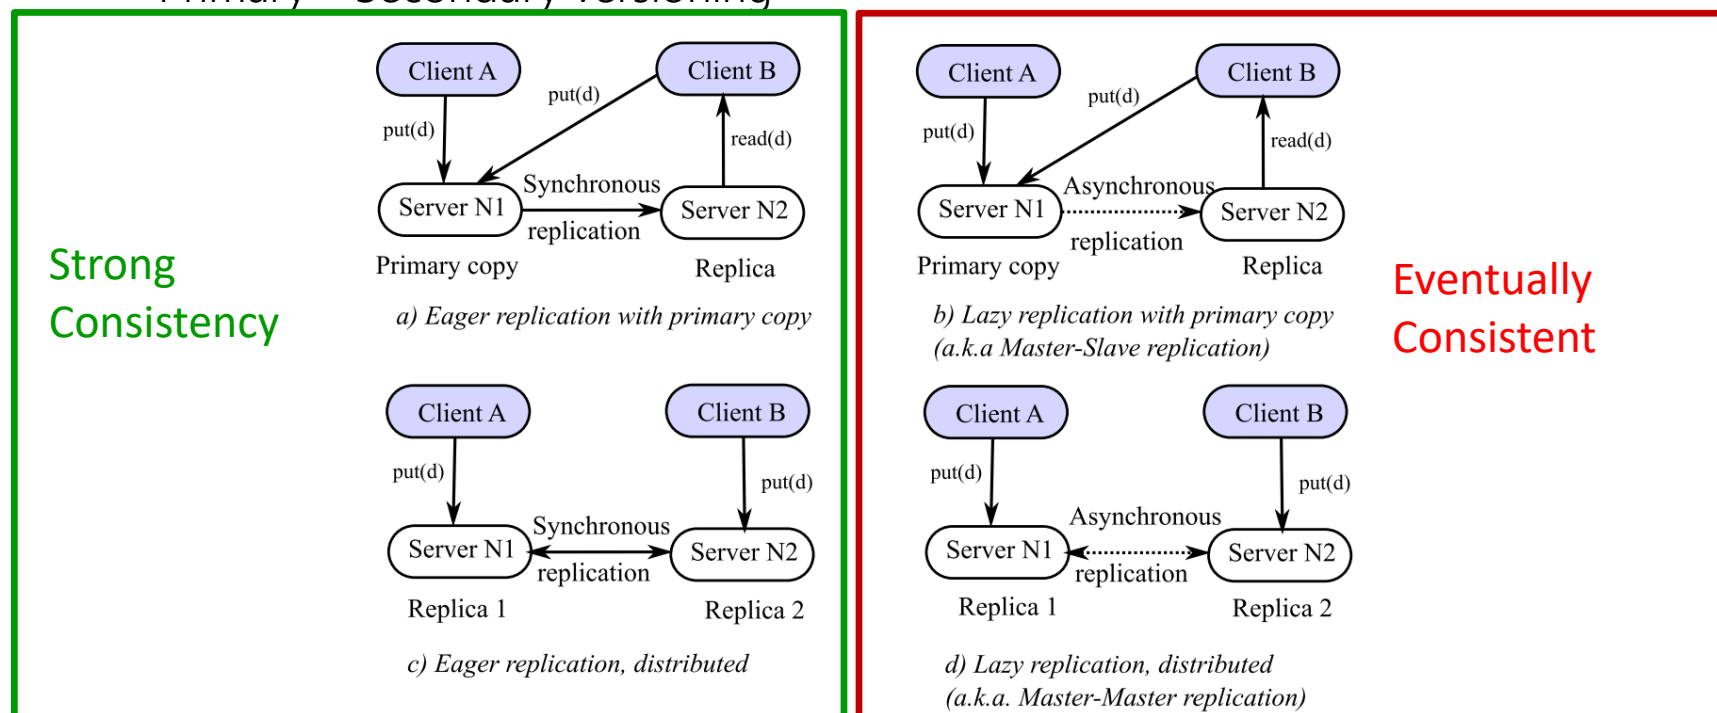 Primary – Secondary versioning
Strong
Consistency
Client A
Client B
put(d)
put(d)
read(d)
Synchronous
Server N1
Server N2
replication
Primary copy
Replica
a) Eager replication with primary copy
Client A
Client B
put(d)
put(d)
Synchronous
Server N1
Server N2
replication
Replica 1
Replica 2
c) Eager replication, distributed
Client A
Client B
put(d)
put(d)
read(d)
Asynchronous
Server N1
Server N2
replication
Primary copy
Replica
b) Lazy replication with primary copy
(a.k.a Master-Slave replication)
Eventually
Consistent
Client A
Client B
put(d)
put(d)
Asynchronous
Server N1
Server N2
replication
Replica 1
Replica 2
d) Lazy replication, distributed
(a.k.a. Master-Master replication)